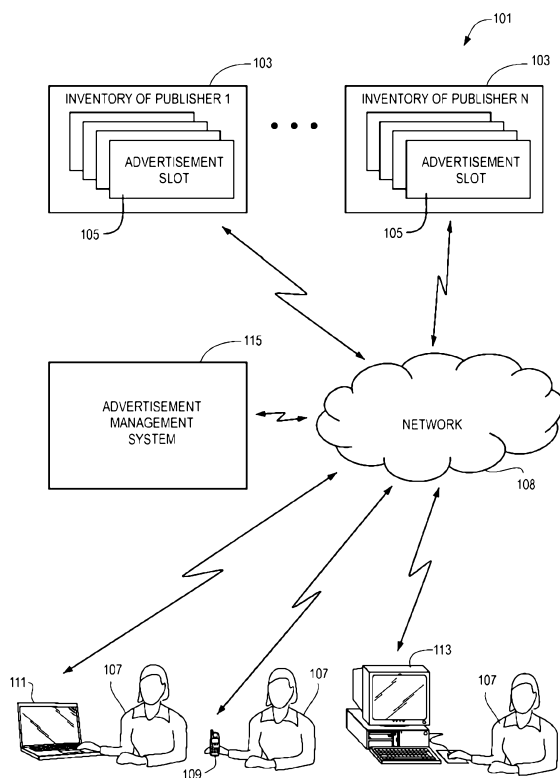 101
103
103
INVENTORY OF PUBLISHER 1
INVENTORY OF PUBLISHER N
ADVERTISEMENT
SLOT
ADVERTISEMENT
SLOT
105
105
115
ADVERTISEMENT
MANAGEMENT
SYSTEM
NETWORK
108
113
107
107
107
111
109